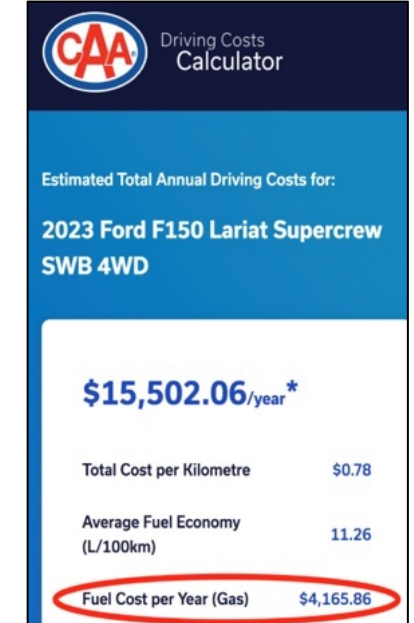 CAA
Driving Costs
Calculator
Estimated Total Annual Driving Costs for:
2023 Ford F150 Lariat Supercrew
SWB 4WD
$15,502.06/year*
Total Cost per Kilometre $0.78
Average Fuel Economy
(L/100km) 11.26
Fuel Cost per Year (Gas) $4,165.86